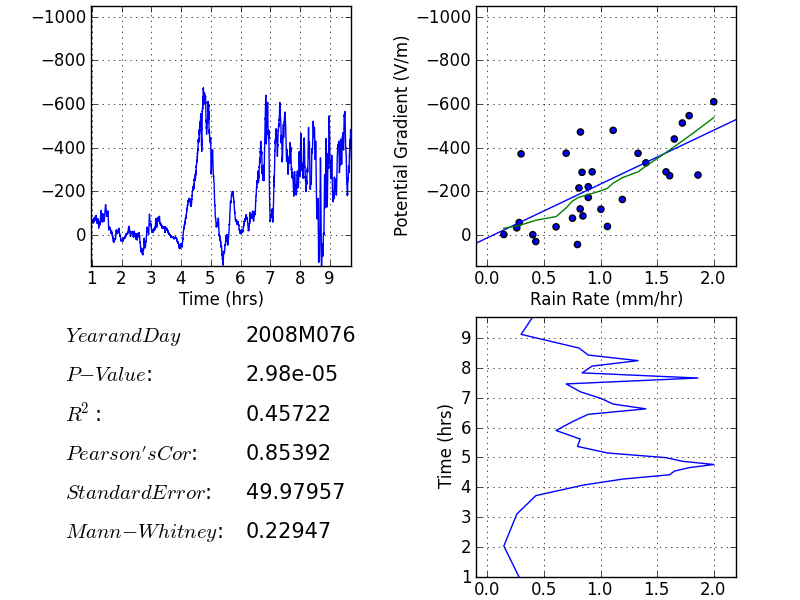 −1000
−800
−600
−400
−200
0
1 2 3 4 5 6 7 8 9
Time (hrs)
Potential Gradient (V/m)
−1000
−800
−600
−400
−200
0
0.0 0.5 1.0 1.5 2.0
Rain Rate (mm/hr)
YearandDay 2008M076
P−Value: 2.98e-05
R²: 0.45722
Pearson'sCor: 0.85392
StandardError: 49.97957
Mann−Whitney: 0.22947
Time (hrs)
9
8
7
6
5
4
3
2
1
0.0 0.5 1.0 1.5 2.0